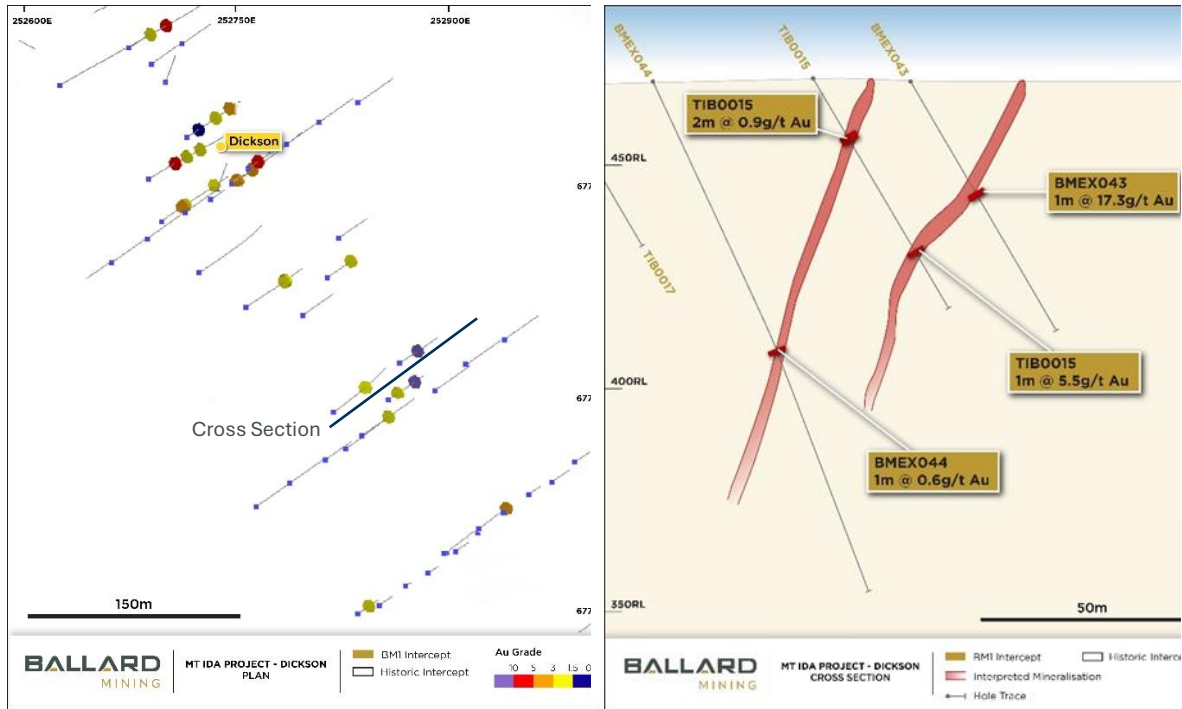 252600E
252750E
252900E
Dickson
677
Cross Section
677
150m
677
BALLARD
MINING
MT IDA PROJECT - DICKSON
PLAN
BM1 Intercept
Historic Intercept
Au Grade
10 5 3 1.5 0
BMEX044
TIB0015
BMEX043
TIB0015
2m @ 0.9g/t Au
450RL
BMEX043
1m @ 17.3g/t Au
TIB0017
TIB0015
1m @ 5.5g/t Au
400RL
BMEX044
1m @ 0.6g/t Au
350RL
50m
BALLARD
MINING
MT IDA PROJECT - DICKSON
CROSS SECTION
BM1 Intercept
Historic Interce
Interpreted Mineralisation
Hole Trace